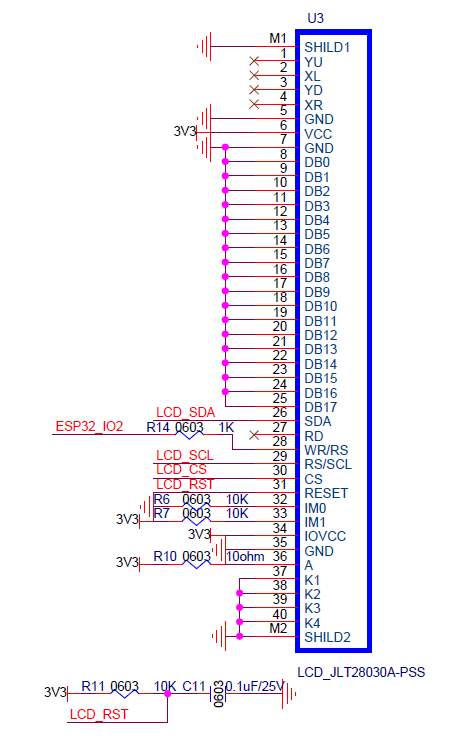 U3
M1 SHILD1
1 YU
2 XL
3 YD
4 XR
5 GND
3V3 6 VCC
7 GND
8 DB0
9 DB1
10 DB2
11 DB3
12 DB4
13 DB5
14 DB6
15 DB7
16 DB8
17 DB9
18 DB10
19 DB11
20 DB12
21 DB13
22 DB14
23 DB15
24 DB16
25 DB17
LCD_SDA 26 SDA
ESP32_IO2 R14 0603 1K 27 RD
28 WR/RS
LCD_SCL 29 RS/SCL
LCD_CS 30 CS
LCD_RST 31 RESET
R6 0603 10K 32 IM0
3V3 R7 0603 10K 33 IM1
3V3 34 IOVCC
35 GND
3V3 R10 0603 10ohm 36 A
37 K1
38 K2
39 K3
40 K4
M2 SHILD2
LCD_JLT28030A-PSS
3V3 R11 0603 10K C11 0603 0.1uF/25V
LCD_RST